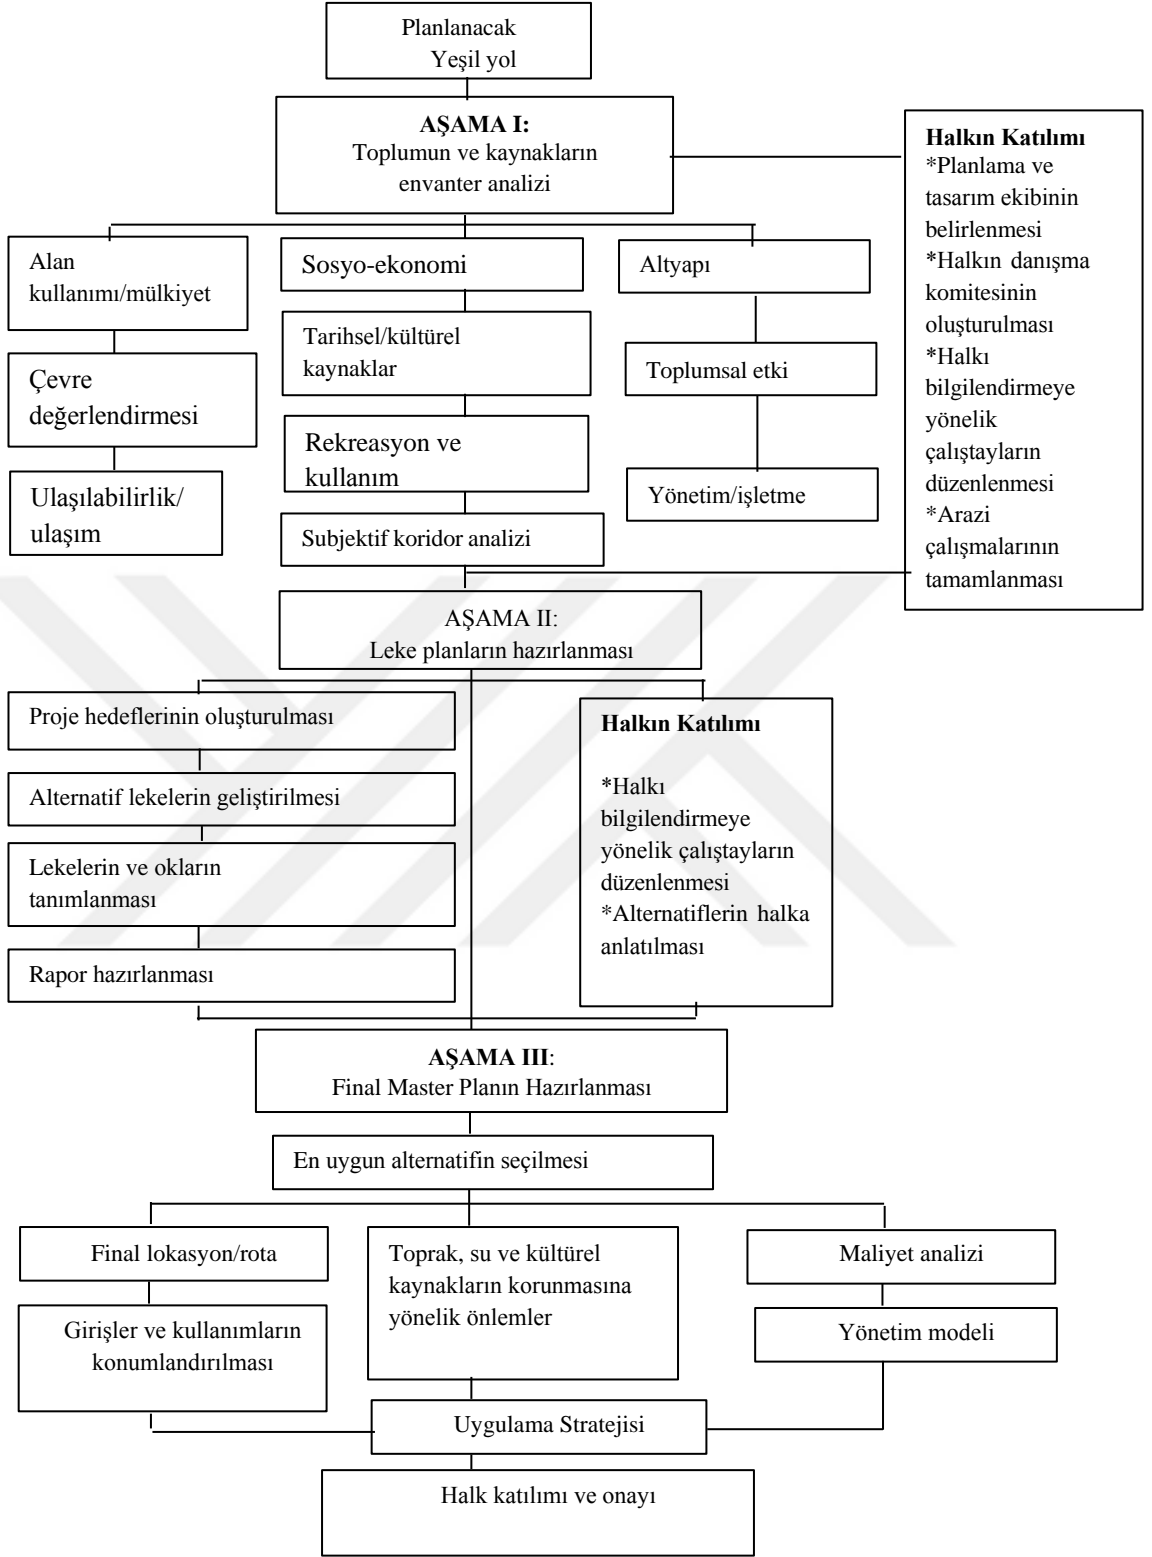 Planlanacak
Yeşil yol
AŞAMA I:
Toplumun ve kaynakların
envanter analizi
Halkın Katılımı
*Planlama ve
tasarım ekibinin
belirlenmesi
*Halkın danışma
komitesinin
oluşturulması
*Halkı
bilgilendirmeye
yönelik
çalıştayların
düzenlenmesi
*Arazi
çalışmalarının
tamamlanması
Alan
kullanımı/mülkiyet
Çevre
değerlendirmesi
Ulaşılabilirlik/
ulaşım
Sosyo-ekonomi
Tarihsel/kültürel
kaynaklar
Rekreasyon ve
kullanım
Subjektif koridor analizi
Altyapı
Toplumsal etki
Yönetim/işletme
AŞAMA II:
Leke planların hazırlanması
Proje hedeflerinin oluşturulması
Alternatif lekelerin geliştirilmesi
Lekelerin ve okların
tanımlanması
Rapor hazırlanması
Halkın Katılımı
*Halkı
bilgilendirmeye
yönelik çalıştayların
düzenlenmesi
*Alternatiflerin halka
anlatılması
AŞAMA III:
Final Master Planın Hazırlanması
En uygun alternatifin seçilmesi
Final lokasyon/rota
Girişler ve kullanımların
konumlandırılması
Toprak, su ve kültürel
kaynakların korunmasına
yönelik önlemler
Maliyet analizi
Yönetim modeli
Uygulama Stratejisi
Halk katılımı ve onayı